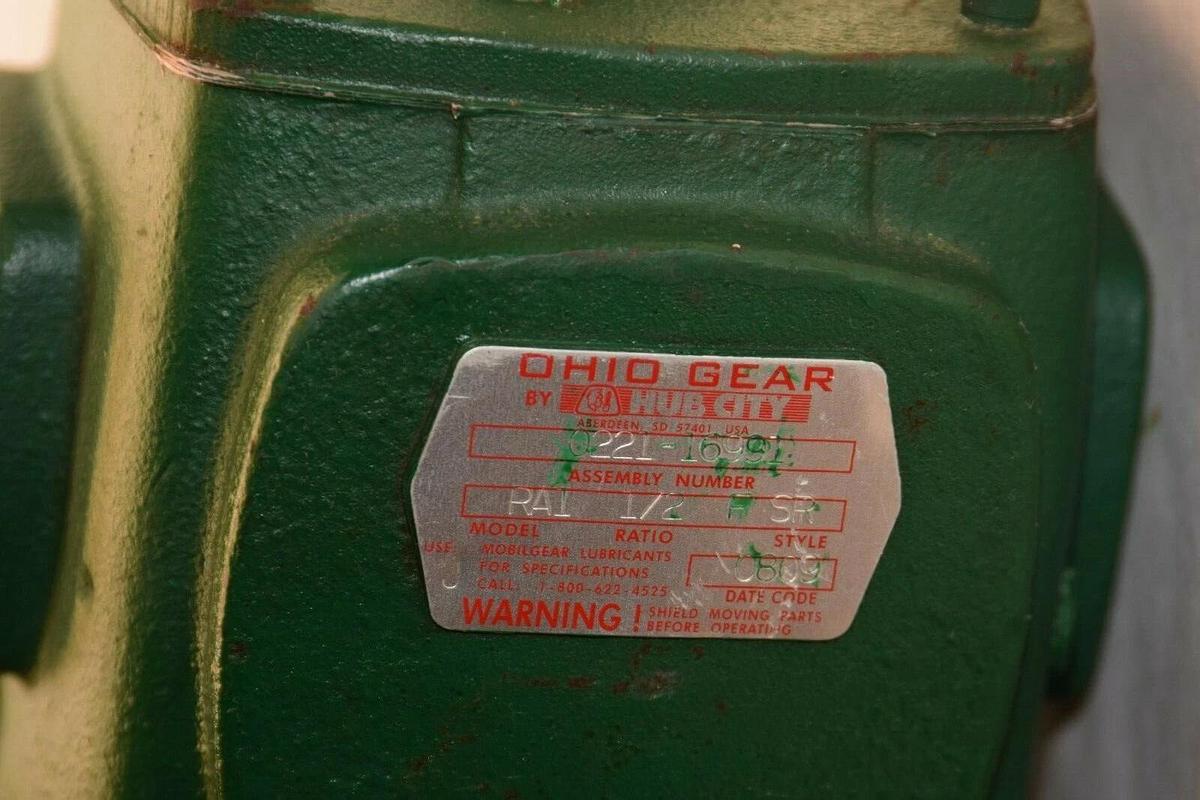 OHIO GEAR
BY HUB CITY
ABERDEEN, SD 57401 USA
0221-16991
ASSEMBLY NUMBER
RA1 1/2 A SR
MODEL RATIO STYLE
USE: MOBILGEAR LUBRICANTS
FOR SPECIFICATIONS
CALL: 1-800-622-4525
0809
DATE CODE
WARNING! SHIELD MOVING PARTS
BEFORE OPERATING